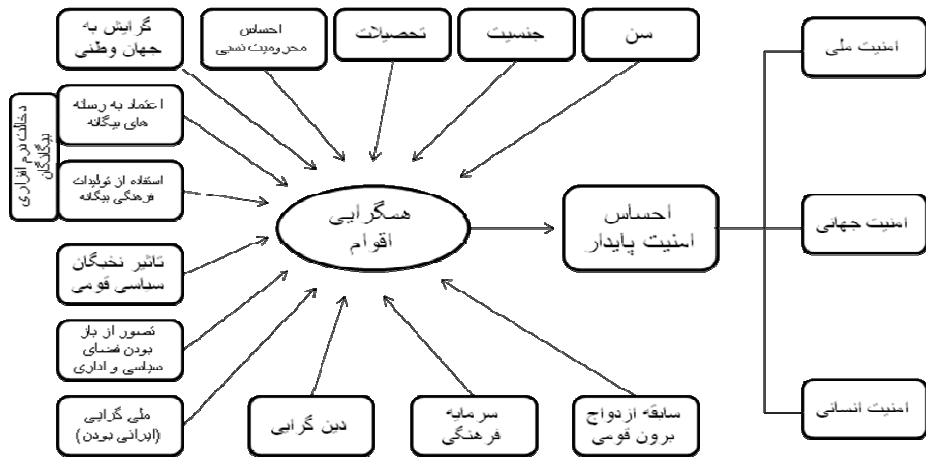 سن
جنسیت
تحصیلات
احساس
محرومیت نسبی
گرایش به
جهان وطنی
دخالت نرم افزاری
بیگانگان
اعتماد به رسانه
های بیگانه
استفاده از تولیدات
فرهنگی بیگانه
تاثیر نخبگان
سیاسی قومی
تصور از باز
بودن فضای
سیاسی و اداری
ملی گرایی
(ایرانی بودن)
دین گرایی
سرمایه
فرهنگی
سابقه ازدواج
برون قومی
همگرایی
اقوام
احساس
امنیت پایدار
امنیت ملی
امنیت جهانی
امنیت انسانی